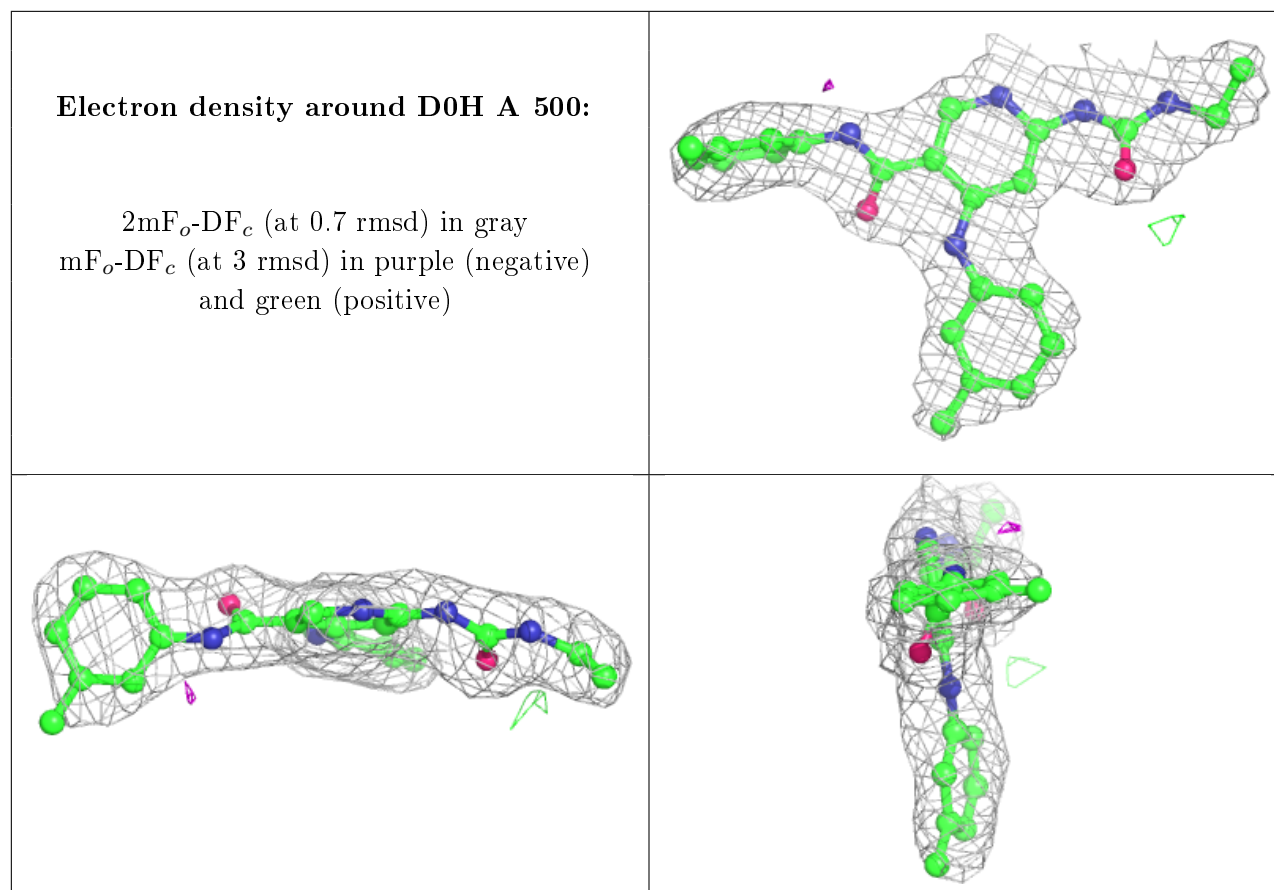 Electron density around D0H A 500:
2mFo-DFc (at 0.7 rmsd) in gray
mFo-DFc (at 3 rmsd) in purple (negative)
and green (positive)